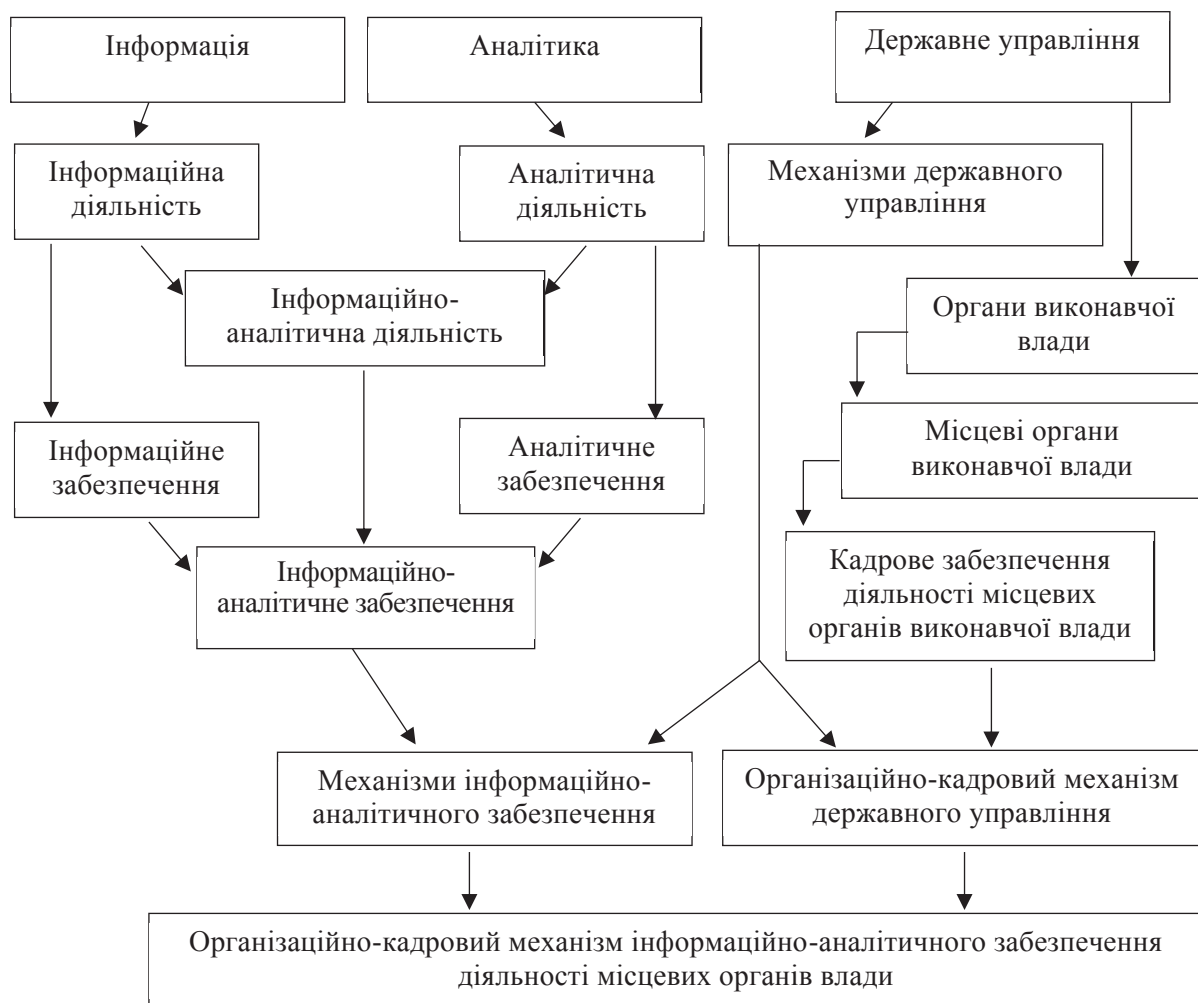 Інформація
Аналітика
Державне управління
Інформаційна
діяльність
Аналітична
діяльність
Механізми державного
управління
Інформаційно-
аналітична діяльність
Органи виконавчої
влади
Інформаційне
забезпечення
Аналітичне
забезпечення
Місцеві органи
виконавчої влади
Інформаційно-
аналітичне забезпечення
Кадрове забезпечення
діяльності місцевих
органів виконавчої влади
Механізми інформаційно-
аналітичного забезпечення
Організаційно-кадровий механізм
державного управління
Організаційно-кадровий механізм інформаційно-аналітичного забезпечення
діяльності місцевих органів влади